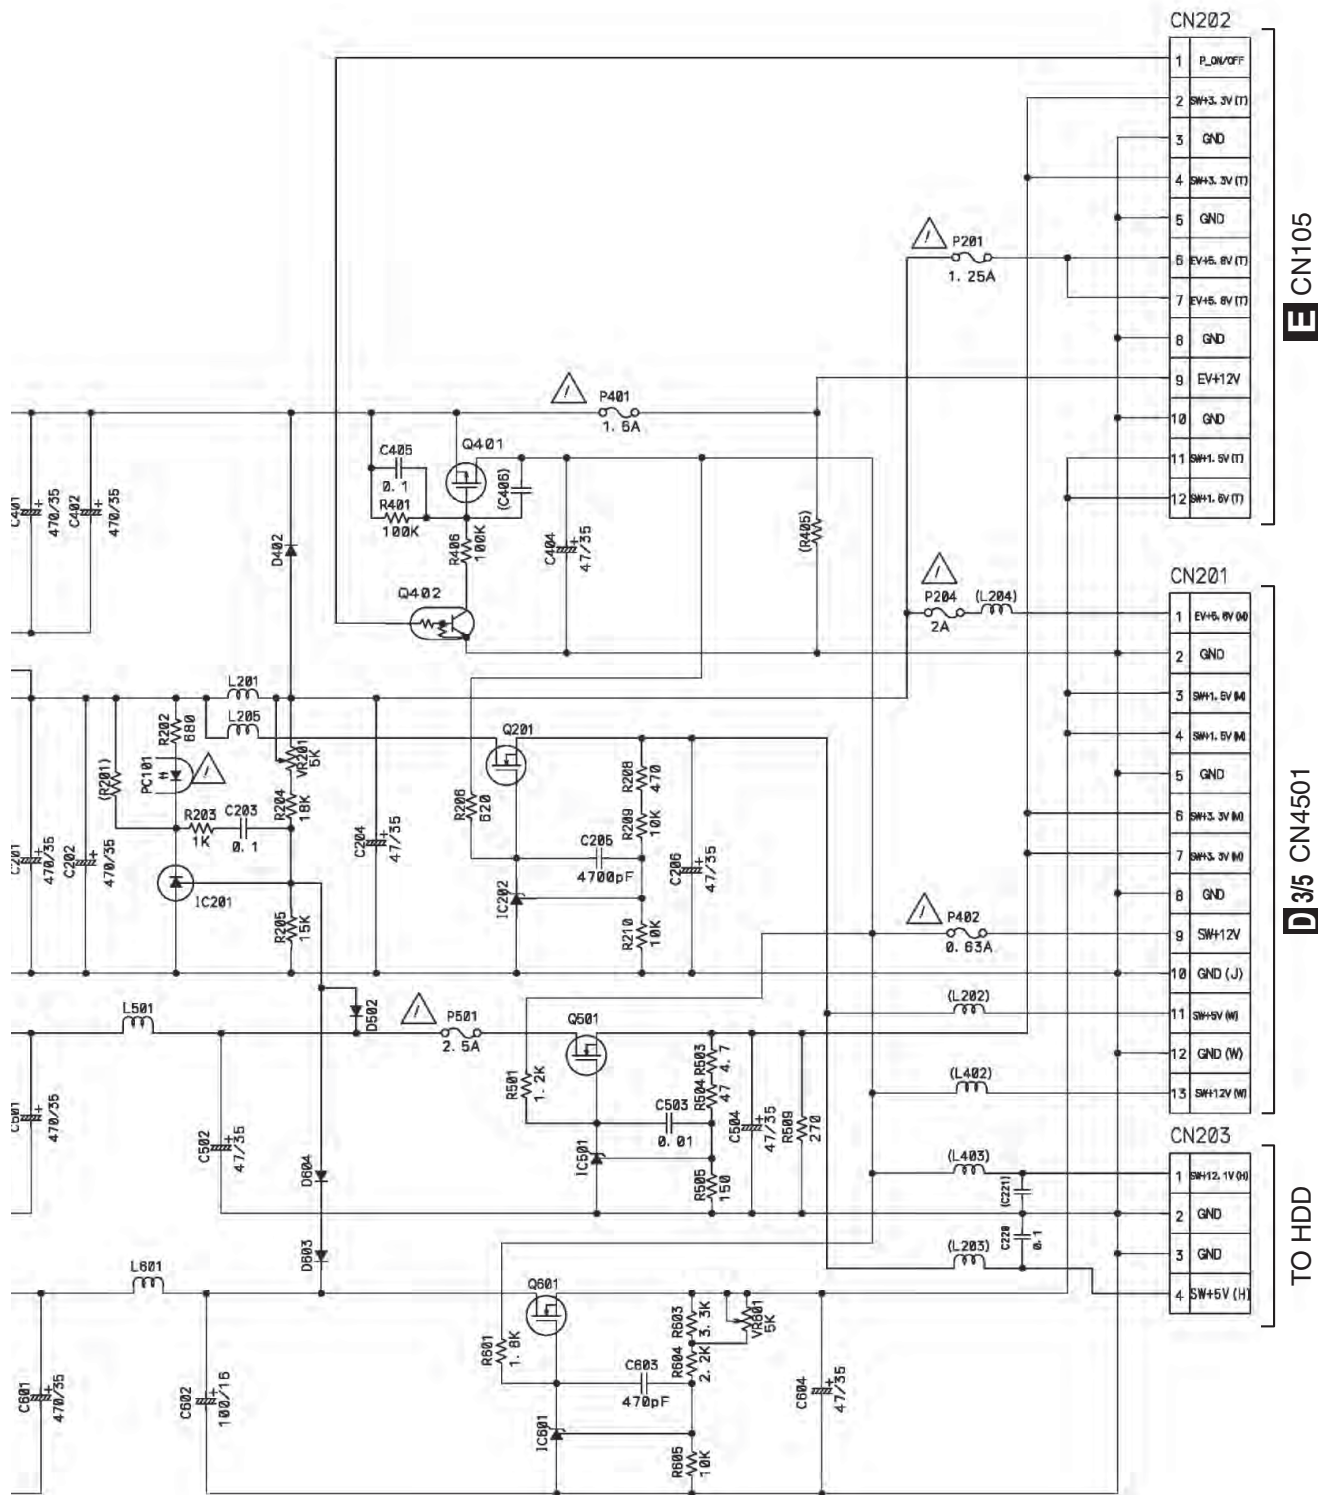 CN202
1 P_ON/OFF
2 SW+3.3V(T)
3 GND
4 SW+3.3V(T)
5 GND
6 EV+5.8V(T)
7 EV+5.8V(T)
8 GND
9 EV+12V
10 GND
11 SW+1.5V(T)
12 SW+1.5V(T)
E CN105
P201
1.25A
P401
1.6A
Q401
C405
0.1
R401
100K
(C406)
R406
100K
C404
47/35
(R405)
C401
470/35
C402
470/35
D402
Q402
P204
2A
(L204)
CN201
1
2 GND
3 SW+1.5V(M)
4 SW+1.5V(M)
5 GND
6 SW+3.3V(M)
7 SW+3.3V(M)
8 GND
9 SW+12V
10 GND(J)
11 SW+5V(W)
12 GND(W)
13 SW+12V(W)
D 3/5 CN4501
L201
L205
R202
680
PC101
(R201)
VR201
5K
R204
18K
R203
1K
C203
0.1
IC201
R205
15K
C201
470/35
C202
470/35
C204
47/35
Q201
R206
620
R208
470
R209
10K
C205
4700pF
IC202
R210
10K
C206
47/35
P402
0.63A
(L202)
(L402)
L501
D502
P501
2.5A
Q501
R501
1.2K
R503
4.7
R504
47
C503
0.01
IC501
R505
150
C504
47/35
R509
270
C501
470/35
C502
47/35
D604
D603
CN203
1 SW+12.1V(H)
2 GND
3 GND
4 SW+5V(H)
TO HDD
(L403)
(C221)
C220
0.1
(L203)
L601
Q601
R601
1.8K
R603
3.3K
VR601
5K
R604
2.2K
C603
470pF
IC601
R605
10K
C604
47/35
C601
470/35
C602
100/16